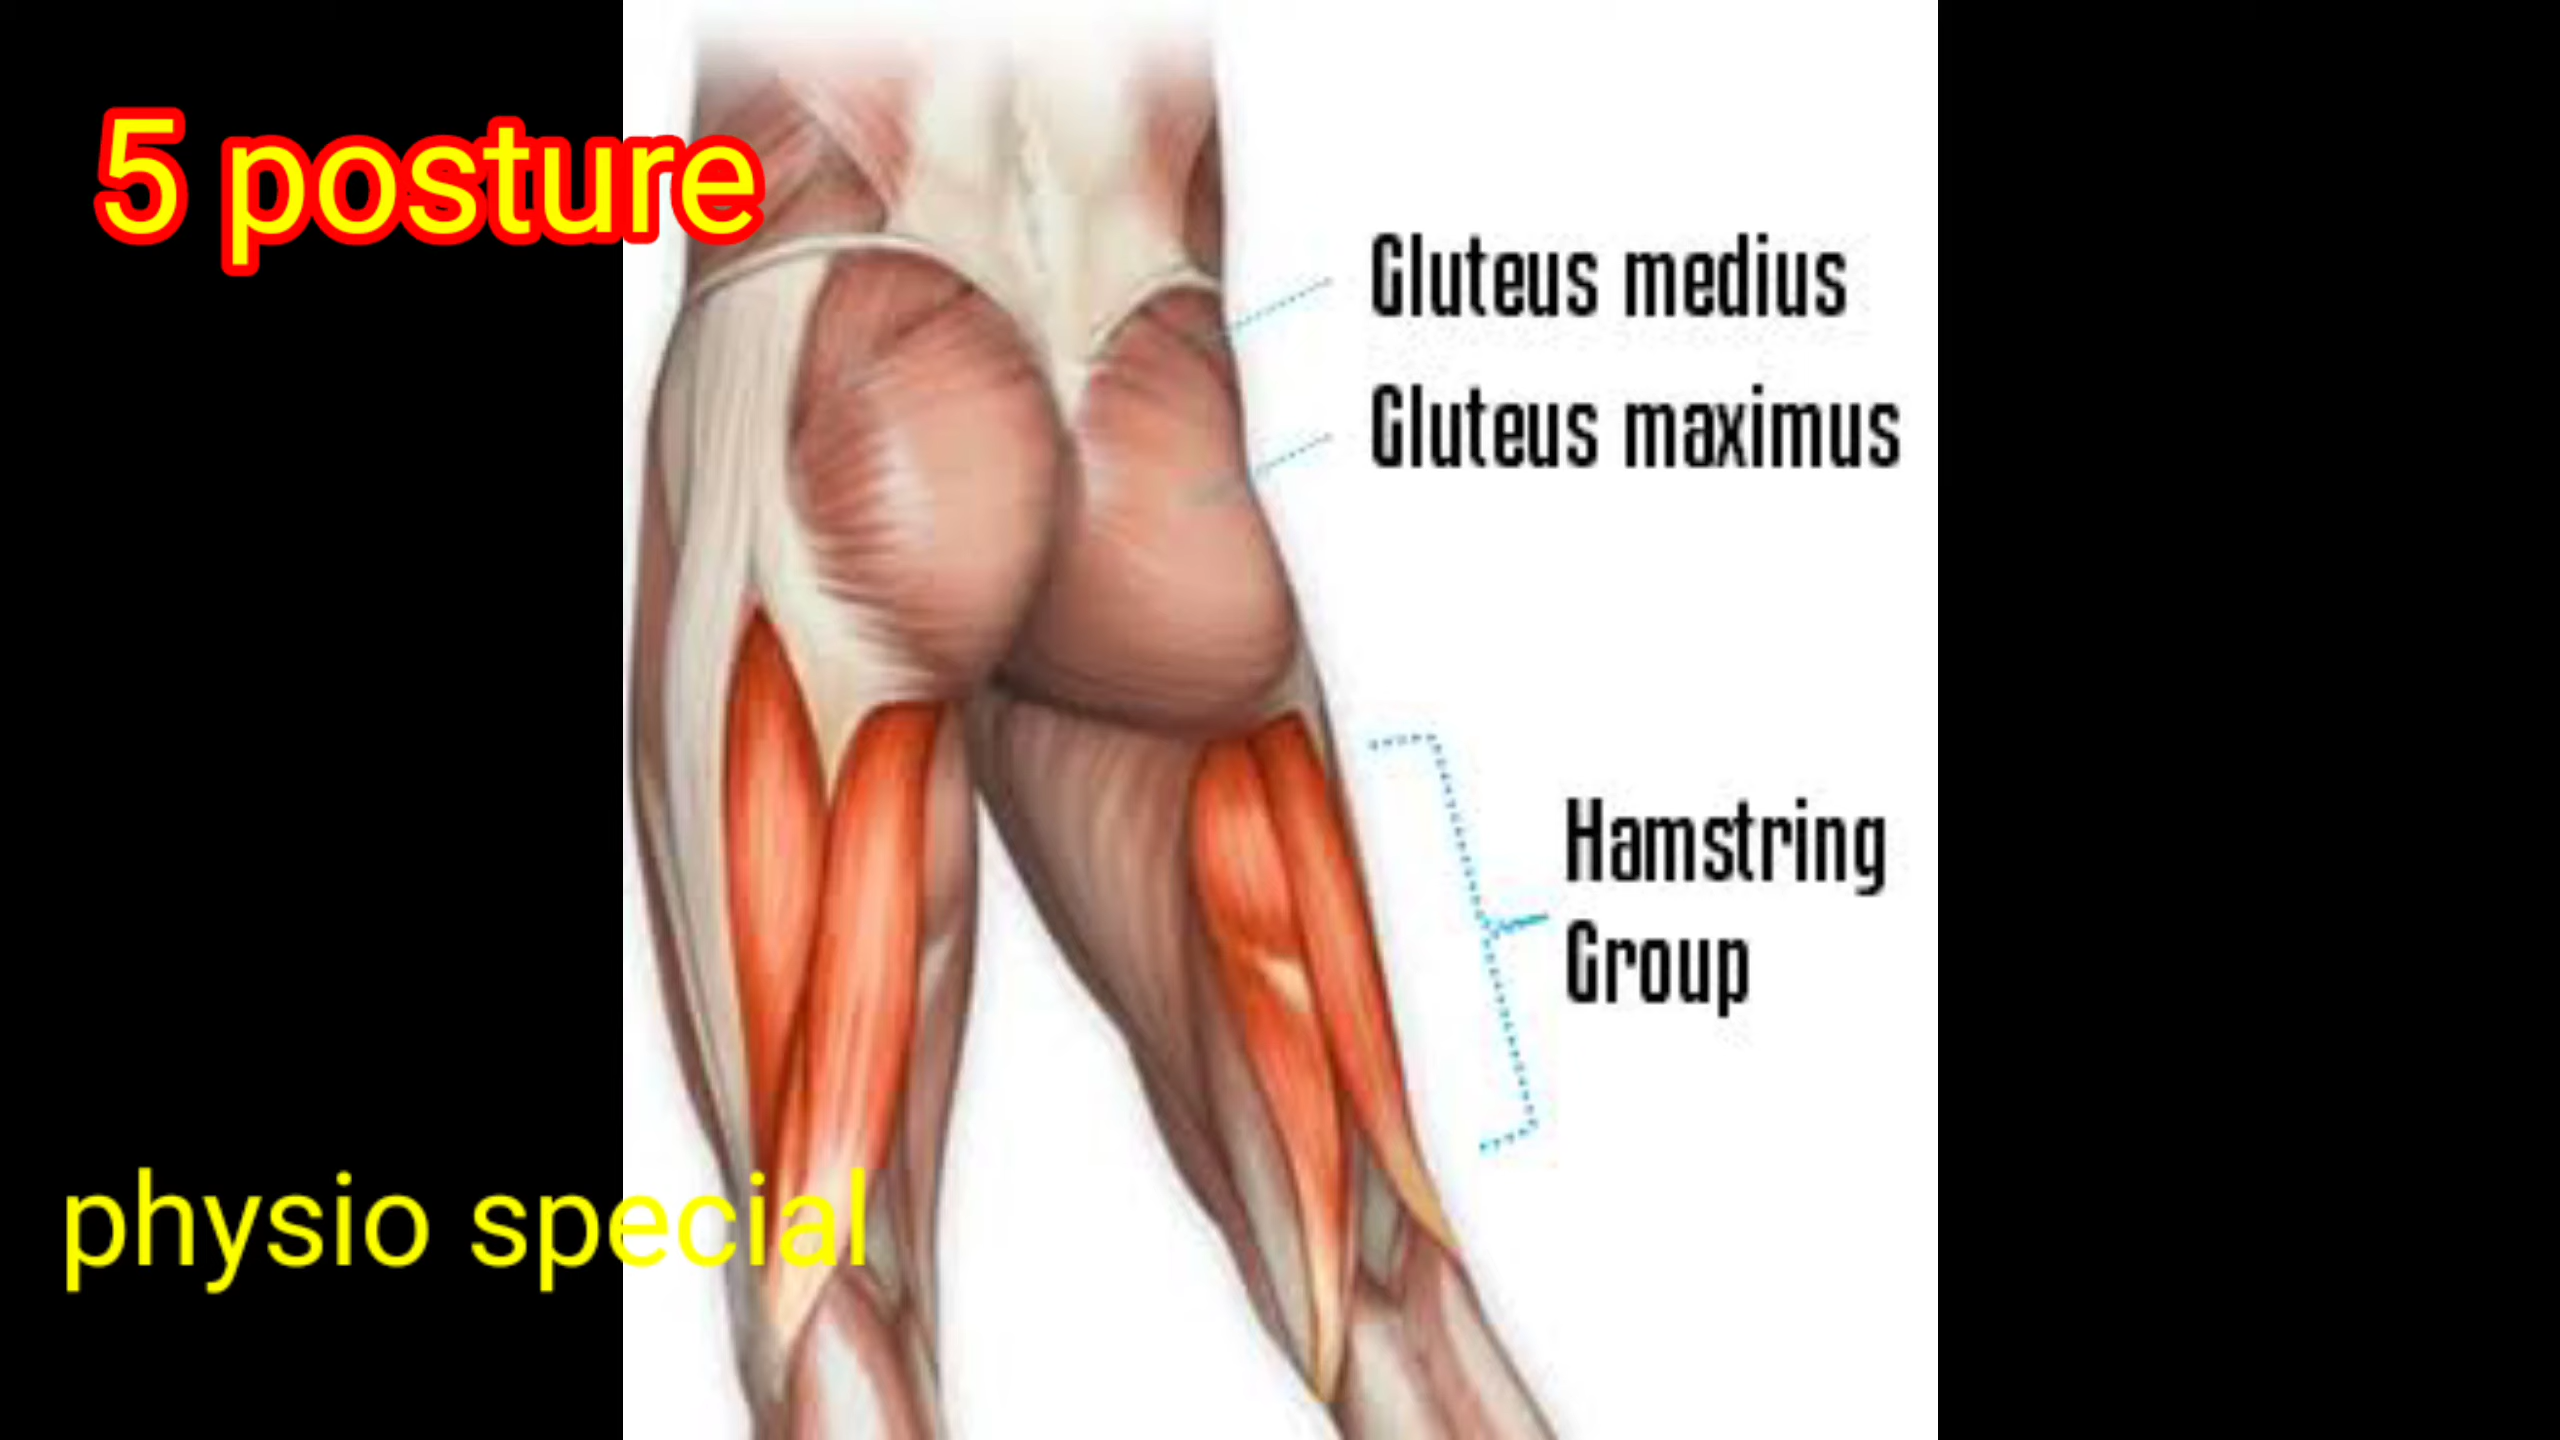 5 posture
Gluteus medius
Gluteus maximus
Hamstring
Group
physio special